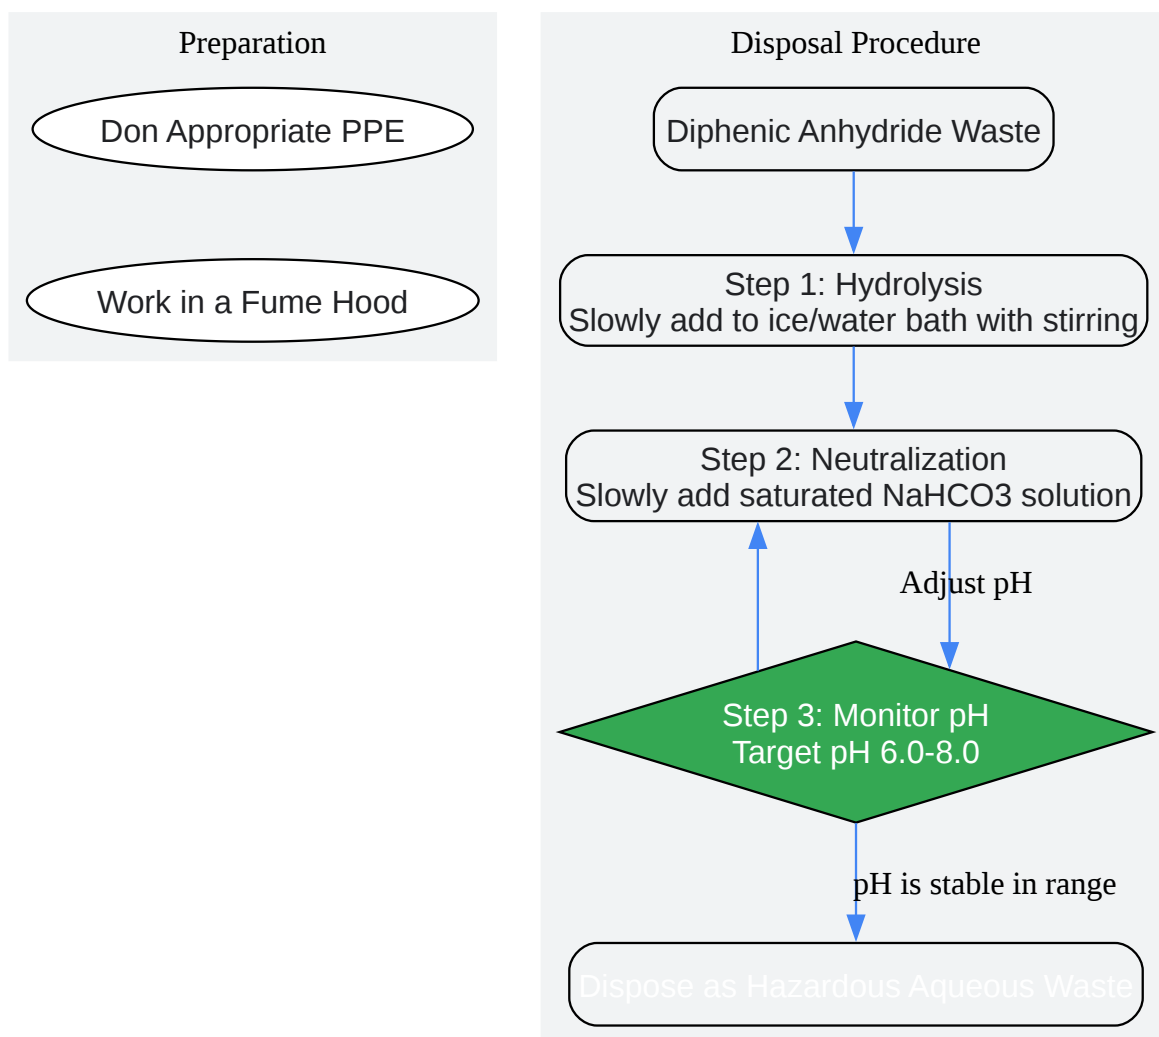 Preparation
Don Appropriate PPE
Work in a Fume Hood
Disposal Procedure
Diphenic Anhydride Waste
Step 1: Hydrolysis
Slowly add to ice/water bath with stirring
Step 2: Neutralization
Slowly add saturated NaHCO3 solution
Adjust pH
Step 3: Monitor pH
Target pH 6.0-8.0
pH is stable in range
Dispose as Hazardous Aqueous Waste